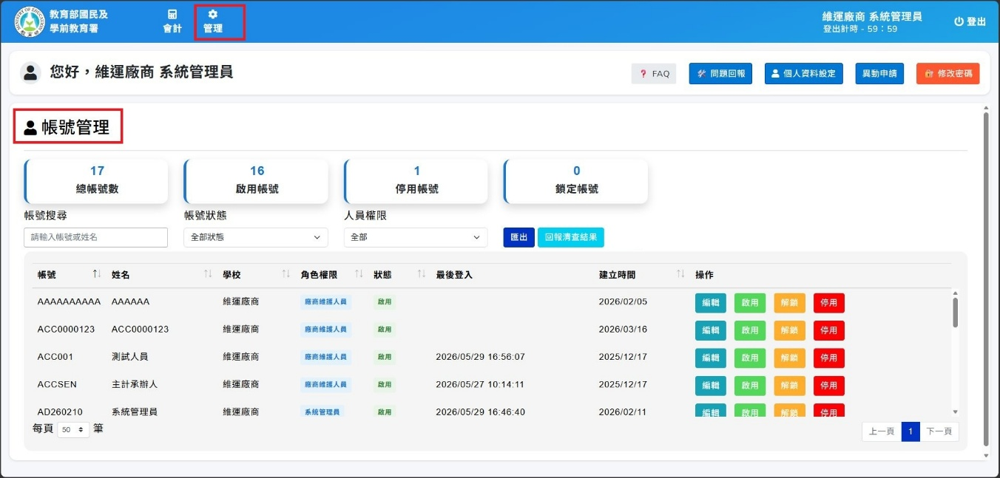 教育部國民及
學前教育署
會計
管理
維運廠商 系統管理員
登出計時 - 59：59
登出
您好，維運廠商 系統管理員
FAQ
問題回報
個人資料設定
異動申請
修改密碼
帳號管理
17
總帳號數
16
啟用帳號
1
停用帳號
0
鎖定帳號
帳號搜尋
帳號狀態
人員權限
請輸入帳號或姓名
全部狀態
全部
匯出
回報清查結果
帳號 姓名 學校 角色權限 狀態 最後登入 建立時間 操作
AAAAAAAAAA AAAAAA 維運廠商 廠商維護人員 啟用 2026/02/05 編輯 啟用 解鎖 停用
ACC0000123 ACC0000123 維運廠商 廠商維護人員 啟用 2026/03/16 編輯 啟用 解鎖 停用
ACC001 測試人員 維運廠商 廠商維護人員 啟用 2026/05/29 16:56:07 2025/12/17 編輯 啟用 解鎖 停用
ACCSEN 主計承辦人 維運廠商 廠商維護人員 啟用 2026/05/27 10:14:11 2025/12/17 編輯 啟用 解鎖 停用
AD260210 系統管理員 維運廠商 系統管理員 啟用 2026/05/29 16:46:40 2026/02/11 編輯 啟用 解鎖 停用
每頁 50 筆
上一頁 1 下一頁